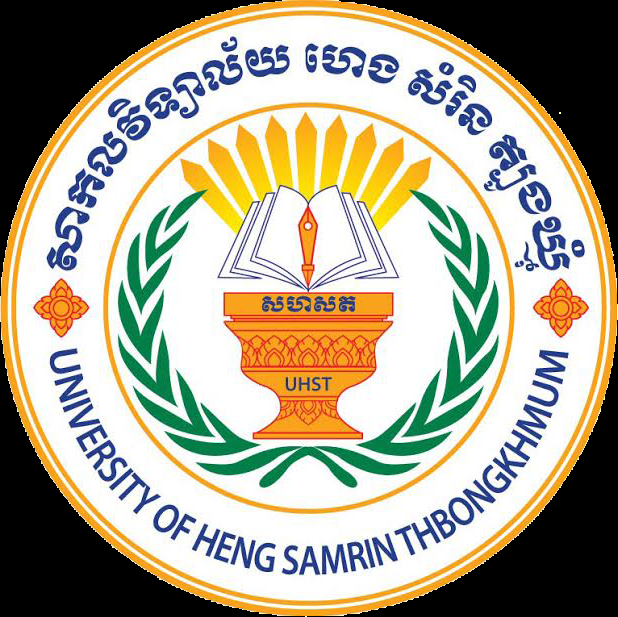 សាកលវិទ្យាល័យ ហេង សំរិន ត្បូងឃ្មុំ
សហសត
UHST
UNIVERSITY OF HENG SAMRIN THBONGKHMUM